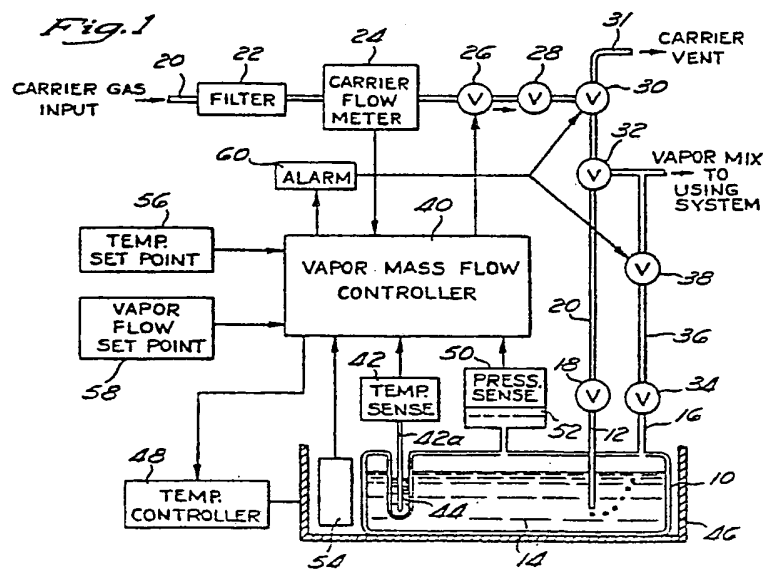 Fig. 1
31
CARRIER
VENT
20
22
24
26
28
30
CARRIER GAS
INPUT
FILTER
CARRIER
FLOW
METER
V
V
V
32
60
ALARM
V
VAPOR MIX
TO
USING
SYSTEM
56
TEMP.
SET POINT
40
VAPOR MASS FLOW
CONTROLLER
V
38
VAPOR
FLOW
SET POINT
58
20
36
42
TEMP.
SENSE
50
PRESS.
SENSE
52
18
V
V
34
42a
12
16
48
TEMP.
CONTROLLER
44
10
54
14
46